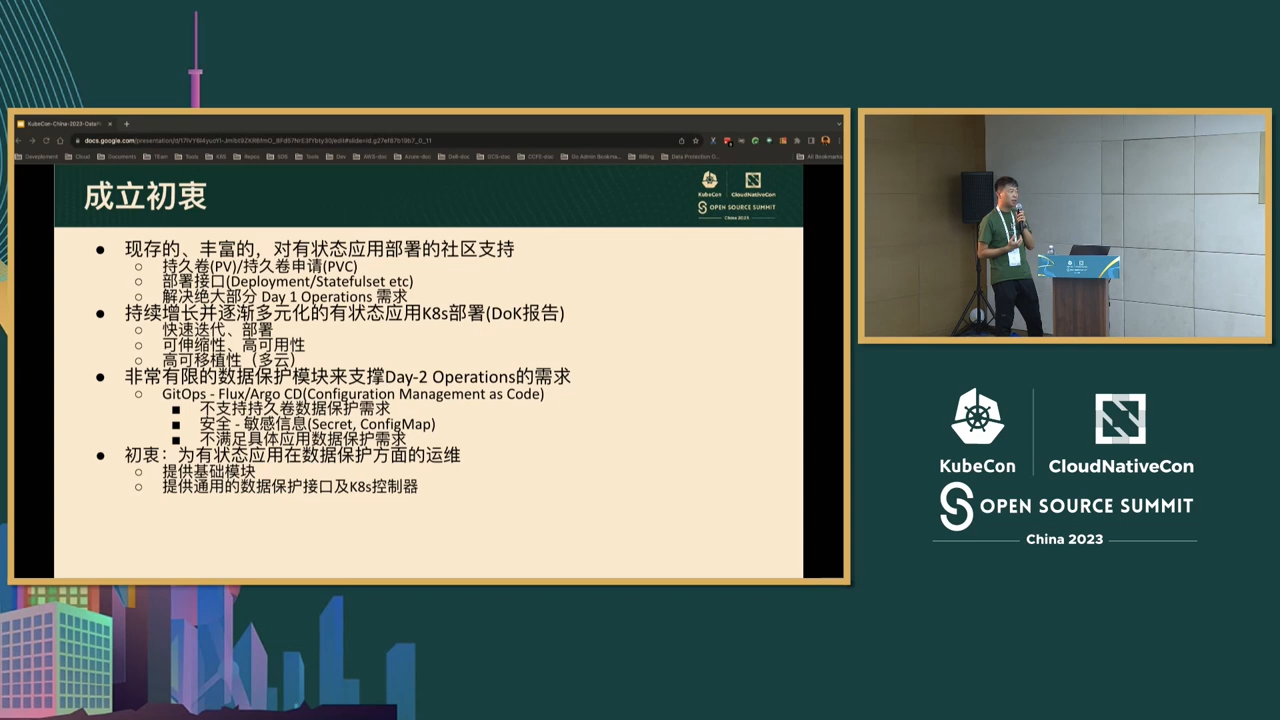 KubeCon-China-2023-Data
成立初衷
KubeCon
CloudNativeCon
OPEN SOURCE SUMMIT
China 2023
● 现存的、丰富的，对有状态应用部署的社区支持
○ 持久卷(PV)/持久卷申请(PVC)
○ 部署接口(Deployment/Statefulset etc)
○ 解决绝大部分 Day 1 Operations 需求
● 持续增长并逐渐多元化的有状态应用K8s部署(DoK报告)
○ 快速迭代、部署
○ 可伸缩性、高可用性
○ 高可移植性（多云）
● 非常有限的数据保护模块来支撑Day-2 Operations的需求
○ GitOps - Flux/Argo CD(Configuration Management as Code)
■ 不支持持久卷数据保护需求
■ 安全 - 敏感信息(Secret, ConfigMap)
■ 不满足具体应用数据保护需求
● 初衷：为有状态应用在数据保护方面的运维
○ 提供基础模块
○ 提供通用的数据保护接口及K8s控制器
KubeCon
CloudNativeCon
OPEN SOURCE SUMMIT
China 2023